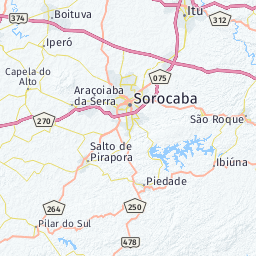 374
Boituva
Itu
312
Iperó
Capela do
Alto
075
Araçoiaba
da Serra
Sorocaba
270
São Roque
Salto de
Pirapora
Ibiúna
Piedade
264
250
Pilar do Sul
478